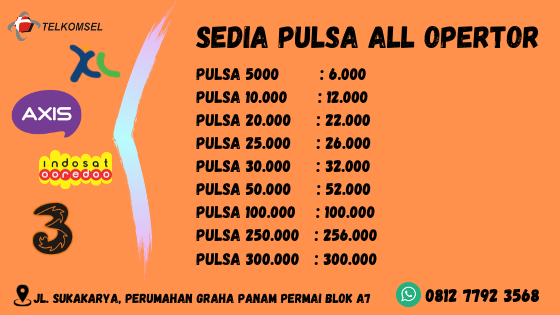 TELKOMSEL
XL
AXIS
indosat
ooredoo
3
SEDIA PULSA ALL OPERTOR
PULSA 5000 : 6.000
PULSA 10.000 : 12.000
PULSA 20.000 : 22.000
PULSA 25.000 : 26.000
PULSA 30.000 : 32.000
PULSA 50.000 : 52.000
PULSA 100.000 : 100.000
PULSA 250.000 : 256.000
PULSA 300.000 : 300.000
JL. SUKAKARYA, PERUMAHAN GRAHA PANAM PERMAI BLOK A7
0812 7792 3568